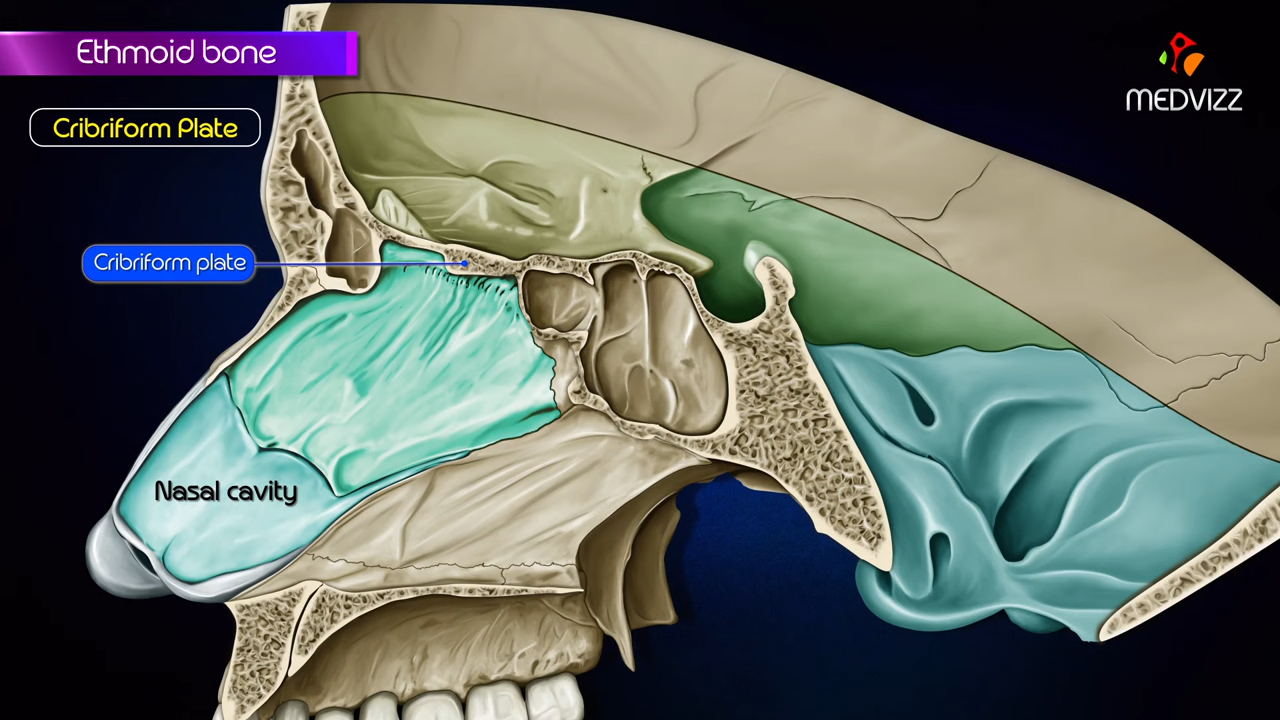 Ethmoid bone
MEDVIZZ
Cribriform Plate
Cribriform plate
Nasal cavity